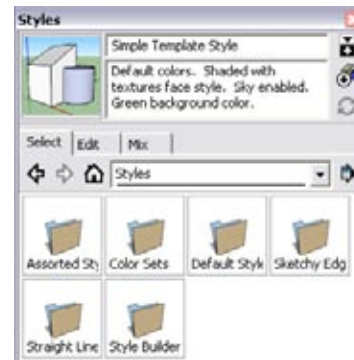 Styles
Simple Template Style
Default colors. Shaded with
textures face style. Sky enabled.
Green background color.
Select Edit Mix
Styles
Assorted Sty Color Sets Default Style Sketchy Edg
Straight Line Style Builder